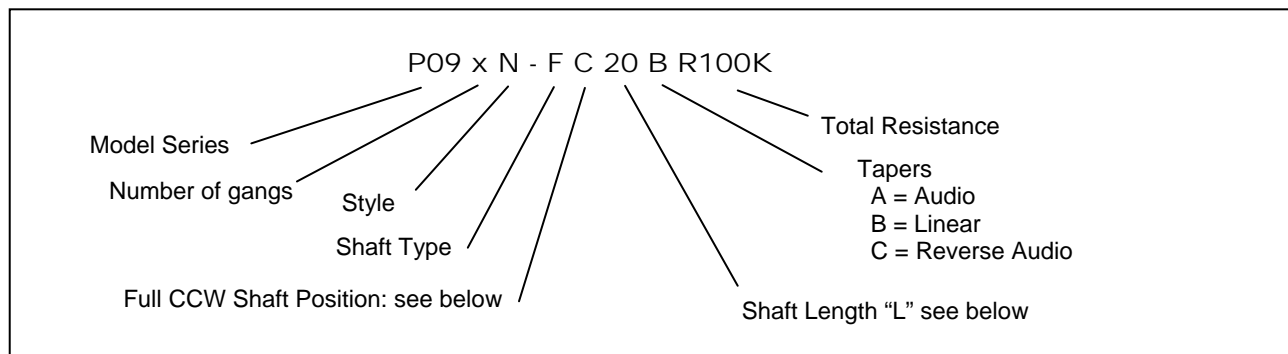 P09 x N - F C 20 B R100K
Total Resistance
Model Series
Tapers
Number of gangs
A = Audio
Style
B = Linear
Shaft Type
C = Reverse Audio
Full CCW Shaft Position: see below
Shaft Length “L” see below